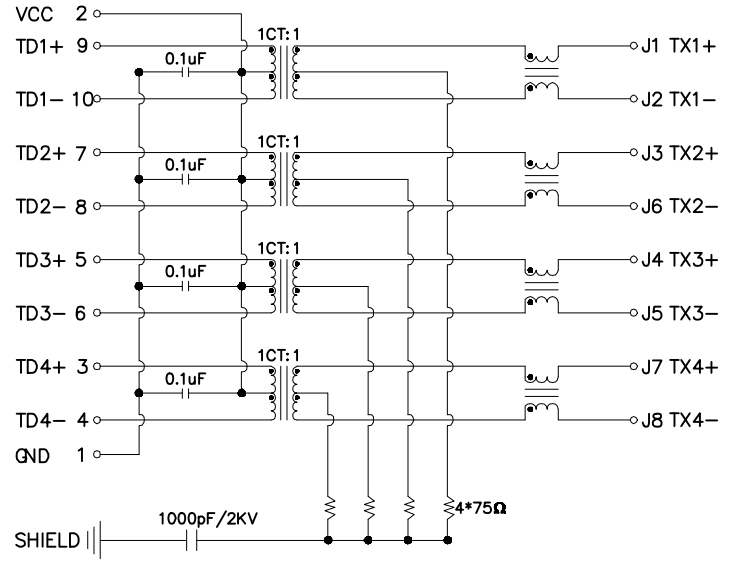 VCC 2
1CT:1
TD1+ 9
0.1uF
J1 TX1+
TD1- 10
J2 TX1-
1CT:1
TD2+ 7
0.1uF
J3 TX2+
TD2- 8
J6 TX2-
1CT:1
TD3+ 5
0.1uF
J4 TX3+
TD3- 6
J5 TX3-
1CT:1
TD4+ 3
0.1uF
J7 TX4+
TD4- 4
J8 TX4-
GND 1
4*75Ω
1000pF/2KV
SHIELD